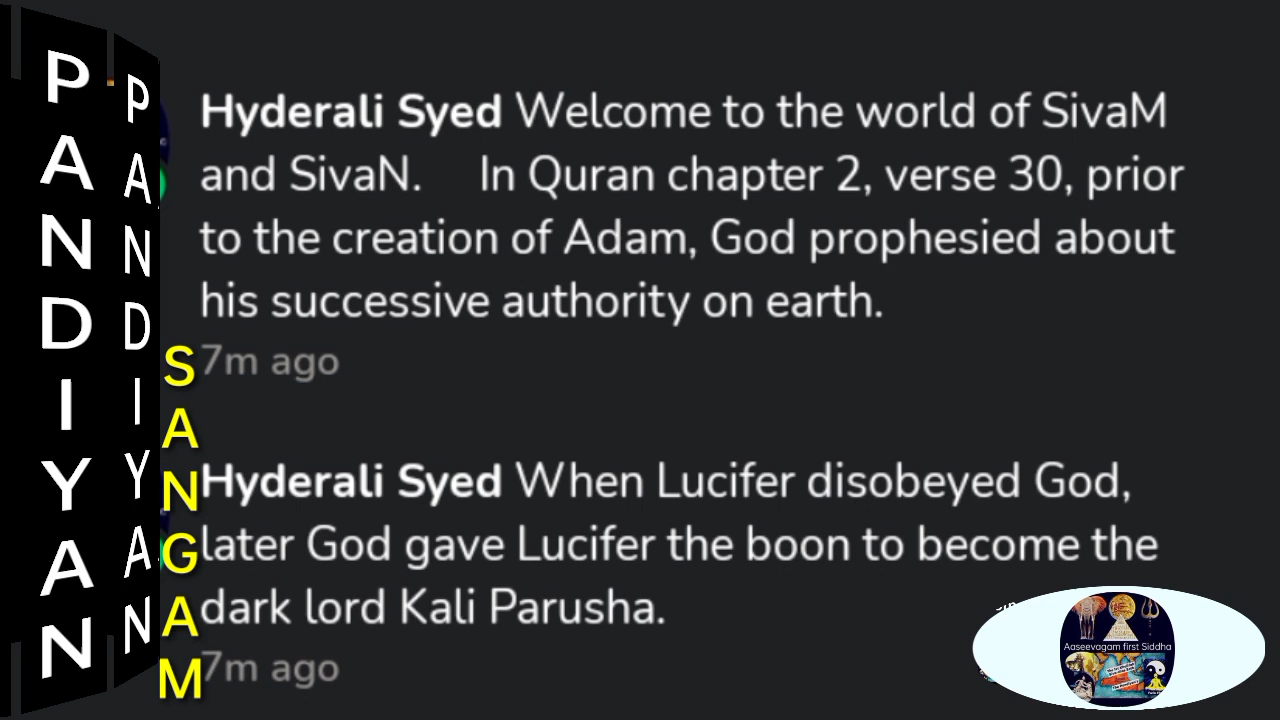 PANDIYAN
PANDIYAN
SANGAM
Hyderali Syed Welcome to the world of SivaM
and SivaN. In Quran chapter 2, verse 30, prior
to the creation of Adam, God prophesied about
his successive authority on earth.
7m ago
Hyderali Syed When Lucifer disobeyed God,
later God gave Lucifer the boon to become the
dark lord Kali Parusha.
7m ago
Aaseevagam first Siddha